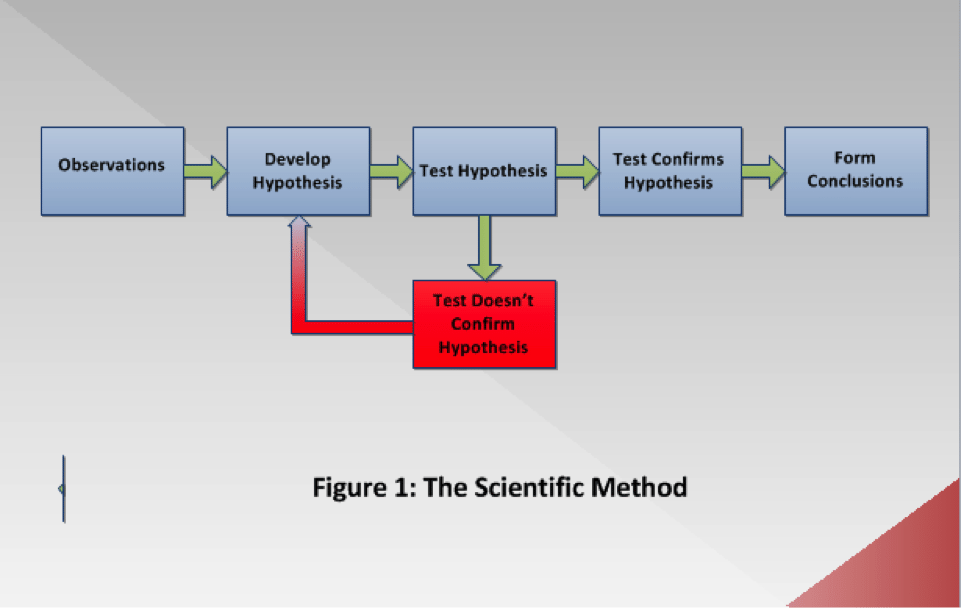 Observations
Develop
Hypothesis
Test Hypothesis
Test Confirms
Hypothesis
Form
Conclusions
Test Doesn't
Confirm
Hypothesis
Figure 1: The Scientific Method